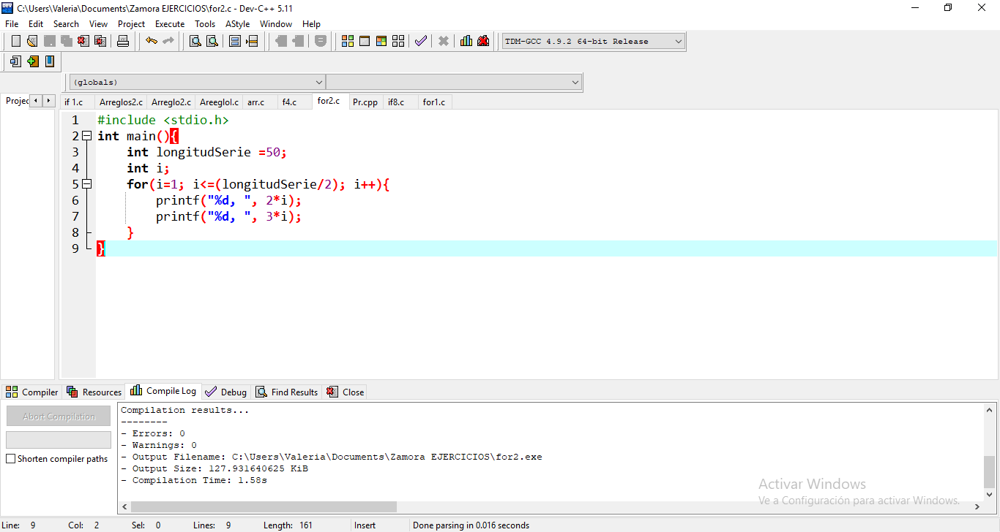 C:\Users\Valeria\Documents\Zamora EJERCICIOS\for2.c - Dev-C++ 5.11
File Edit Search View Project Execute Tools AStyle Window Help
TDM-GCC 4.9.2 64-bit Release
(globals)
Projec if 1.c Arreglos2.c Arreglo2.c Areeglol.c arr.c f4.c for2.c Pr.cpp if8.c for1.c
1 #include <stdio.h>
2 int main(){
3 int longitudSerie =50;
4 int i;
5 for(i=1; i<=(longitudSerie/2); i++){
6 printf("%d, ", 2*i);
7 printf("%d, ", 3*i);
8 }
9 }
Compiler Resources Compile Log Debug Find Results Close
Abort Compilation
Shorten compiler paths
Compilation results...
--------
- Errors: 0
- Warnings: 0
- Output Filename: C:\Users\Valeria\Documents\Zamora EJERCICIOS\for2.exe
- Output Size: 127.931640625 KiB
- Compilation Time: 1.58s
Activar Windows
Ve a Configuración para activar Windows.
Line: 9 Col: 2 Sel: 0 Lines: 9 Length: 161 Insert Done parsing in 0.016 seconds